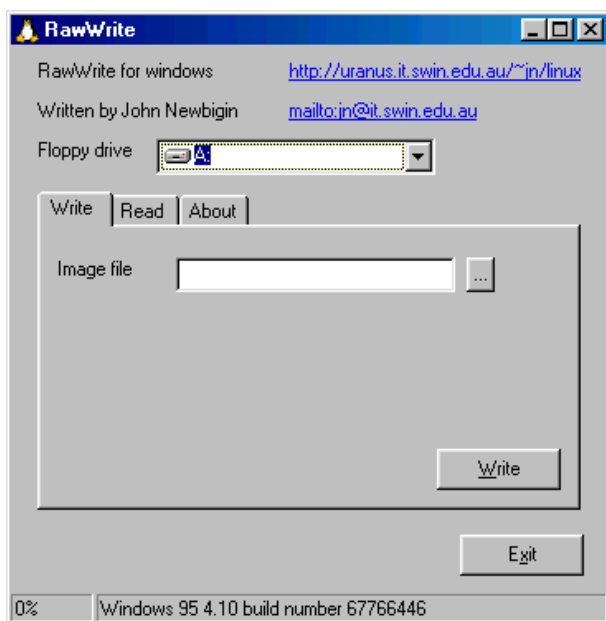 RawWrite
RawWrite for windows http://uranus.it.swin.edu.au/~jn/linux
Written by John Newbigin mailto:jn@it.swin.edu.au
Floppy drive A:
Write Read About
Image file ...
Write
Exit
0% Windows 95 4.10 build number 67766446